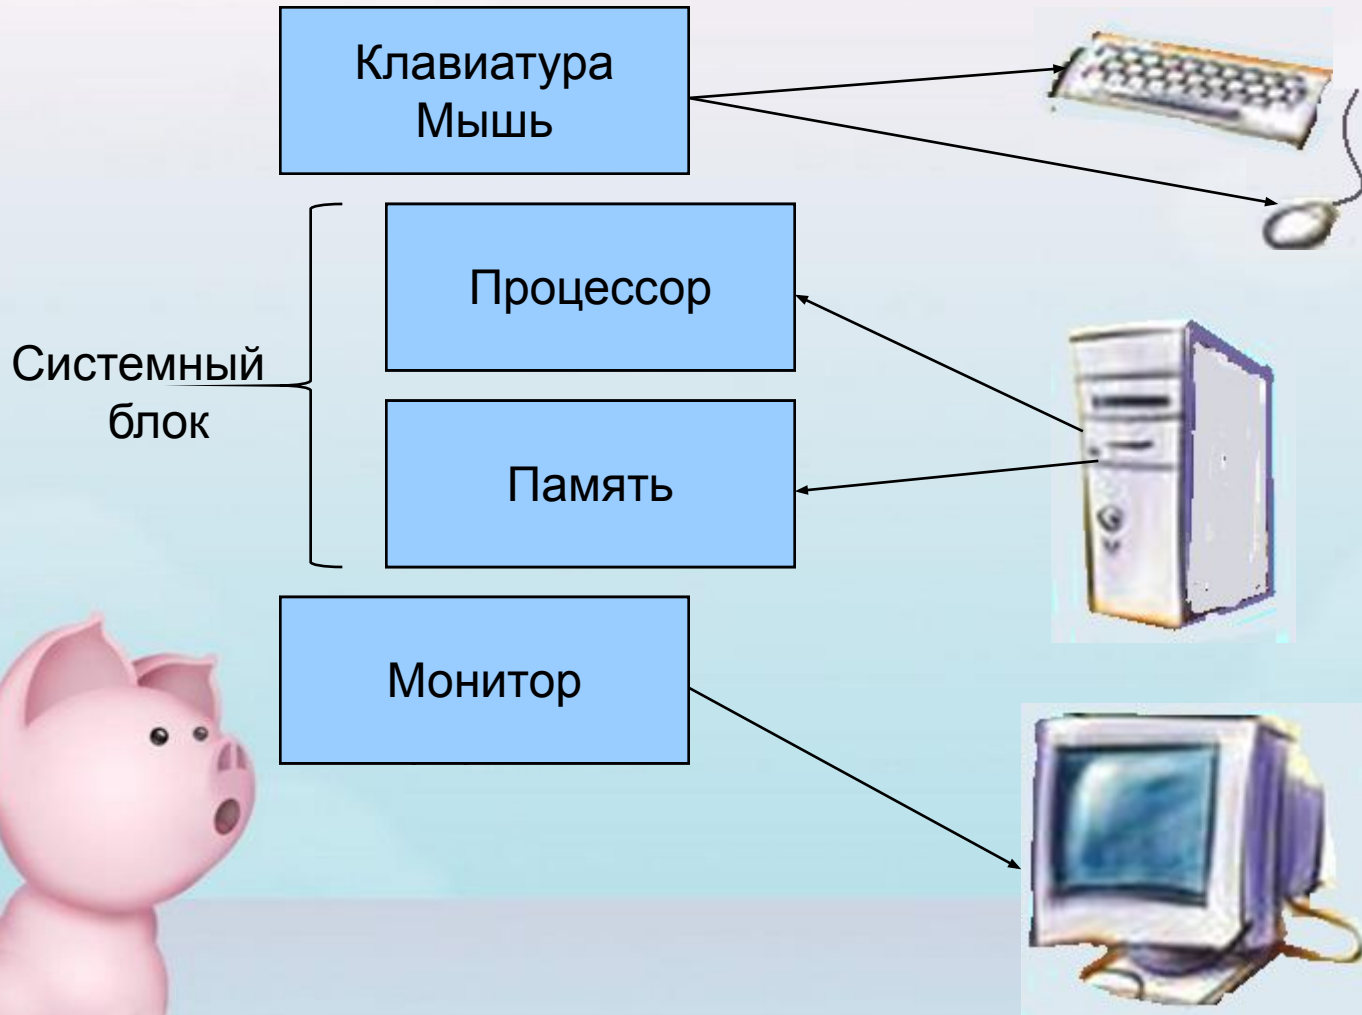 Клавиатура
Мышь
Процессор
Системный
блок
Память
Монитор